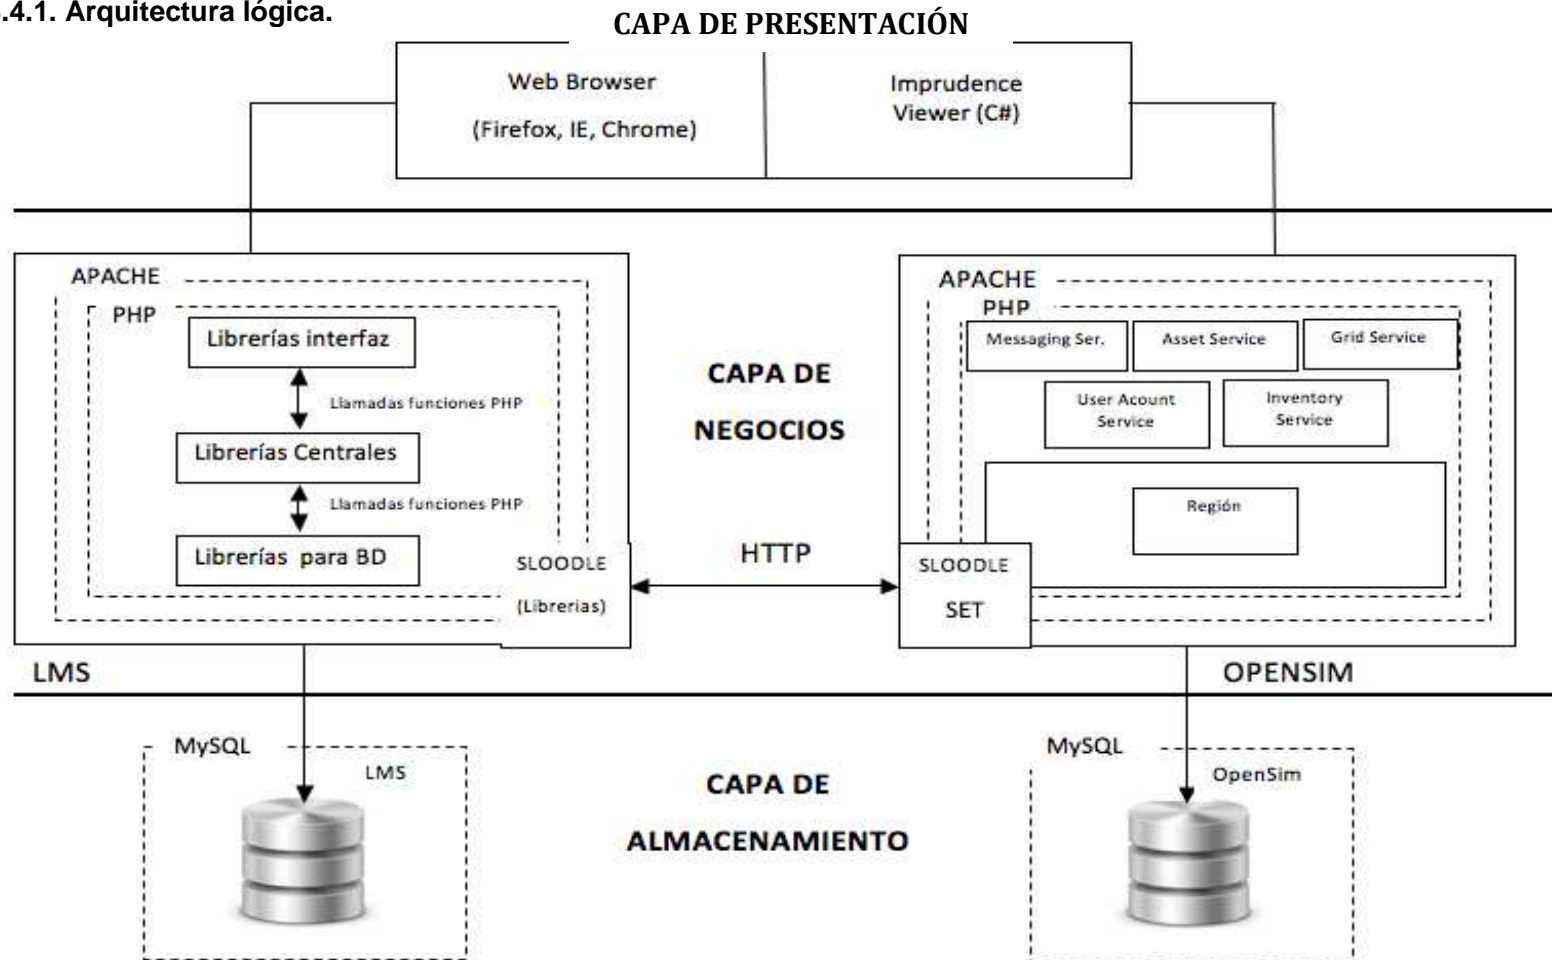 .4.1. Arquitectura lógica.
CAPA DE PRESENTACIÓN
Web Browser
(Firefox, IE, Chrome)
Imprudence
Viewer (C#)
APACHE
PHP
Librerías interfaz
Llamadas funciones PHP
Librerías Centrales
Llamadas funciones PHP
Librerías para BD
SLOODLE
(Librerias)
LMS
CAPA DE
NEGOCIOS
HTTP
APACHE
PHP
Messaging Ser.
Asset Service
Grid Service
User Acount
Service
Inventory
Service
Región
SLOODLE
SET
OPENSIM
MySQL
LMS
CAPA DE
ALMACENAMIENTO
MySQL
OpenSim